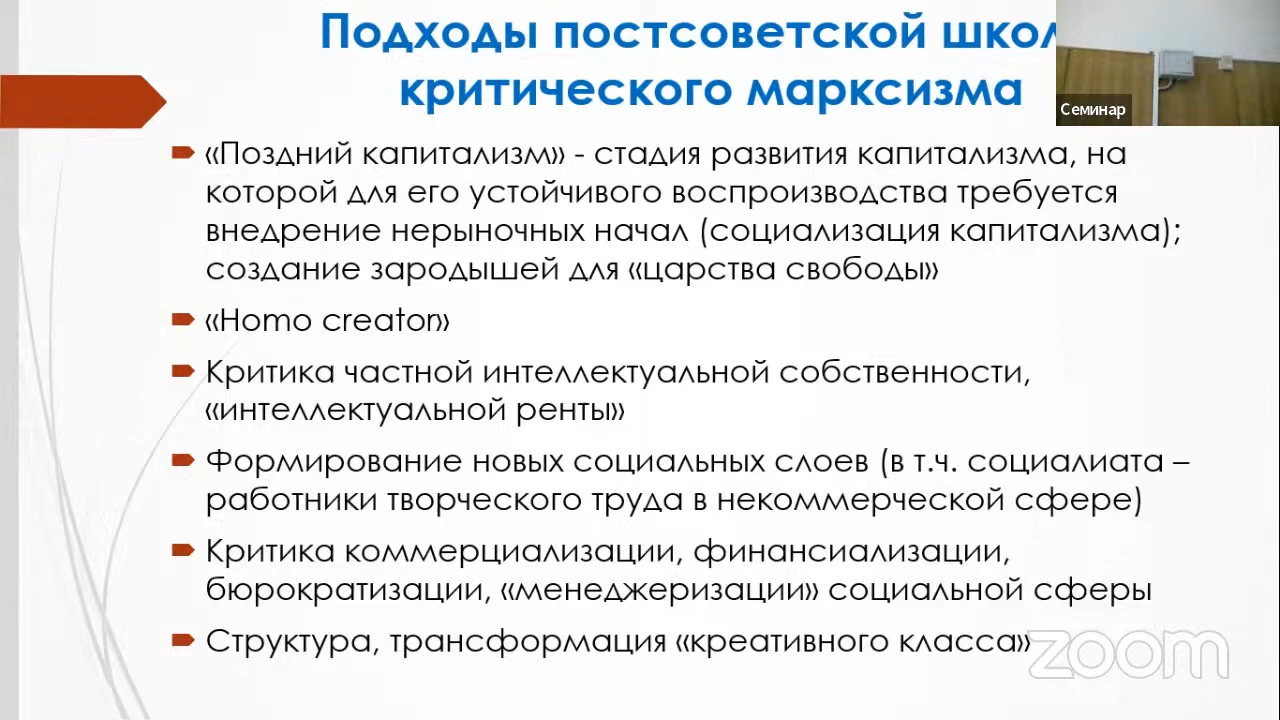 Подходы постсоветской
критического марксизма
Семинар
«Поздний капитализм» - стадия развития капитализма, на
которой для его устойчивого воспроизводства требуется
внедрение нерыночных начал (социализация капитализма);
создание зародышей для «царства свободы»
«Homo creator»
Критика частной интеллектуальной собственности,
«интеллектуальной ренты»
Формирование новых социальных слоев (в т.ч. социалиата –
работники творческого труда в некоммерческой сфере)
Критика коммерциализации, финансиализации,
бюрократизации, «менеджеризации» социальной сферы
Структура, трансформация «креативного класса»
zoom